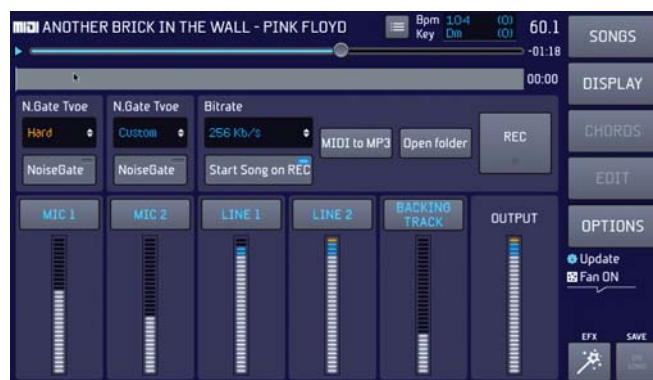 MIDI ANOTHER BRICK IN THE WALL - PINK FLOYD
Bpm 104 (0) 60.1
Key Dm (0)
-01:18
00:00
SONGS
DISPLAY
CHORDS
EDIT
OPTIONS
N.Gate Type N.Gate Type Bitrate
Hard Custom 256 Kb/s
MIDI to MP3 Open folder REC
NoiseGate NoiseGate Start Song on REC
MIC 1 MIC 2 LINE 1 LINE 2 BACKING TRACK OUTPUT
Update
Fan ON
EFX SAVE